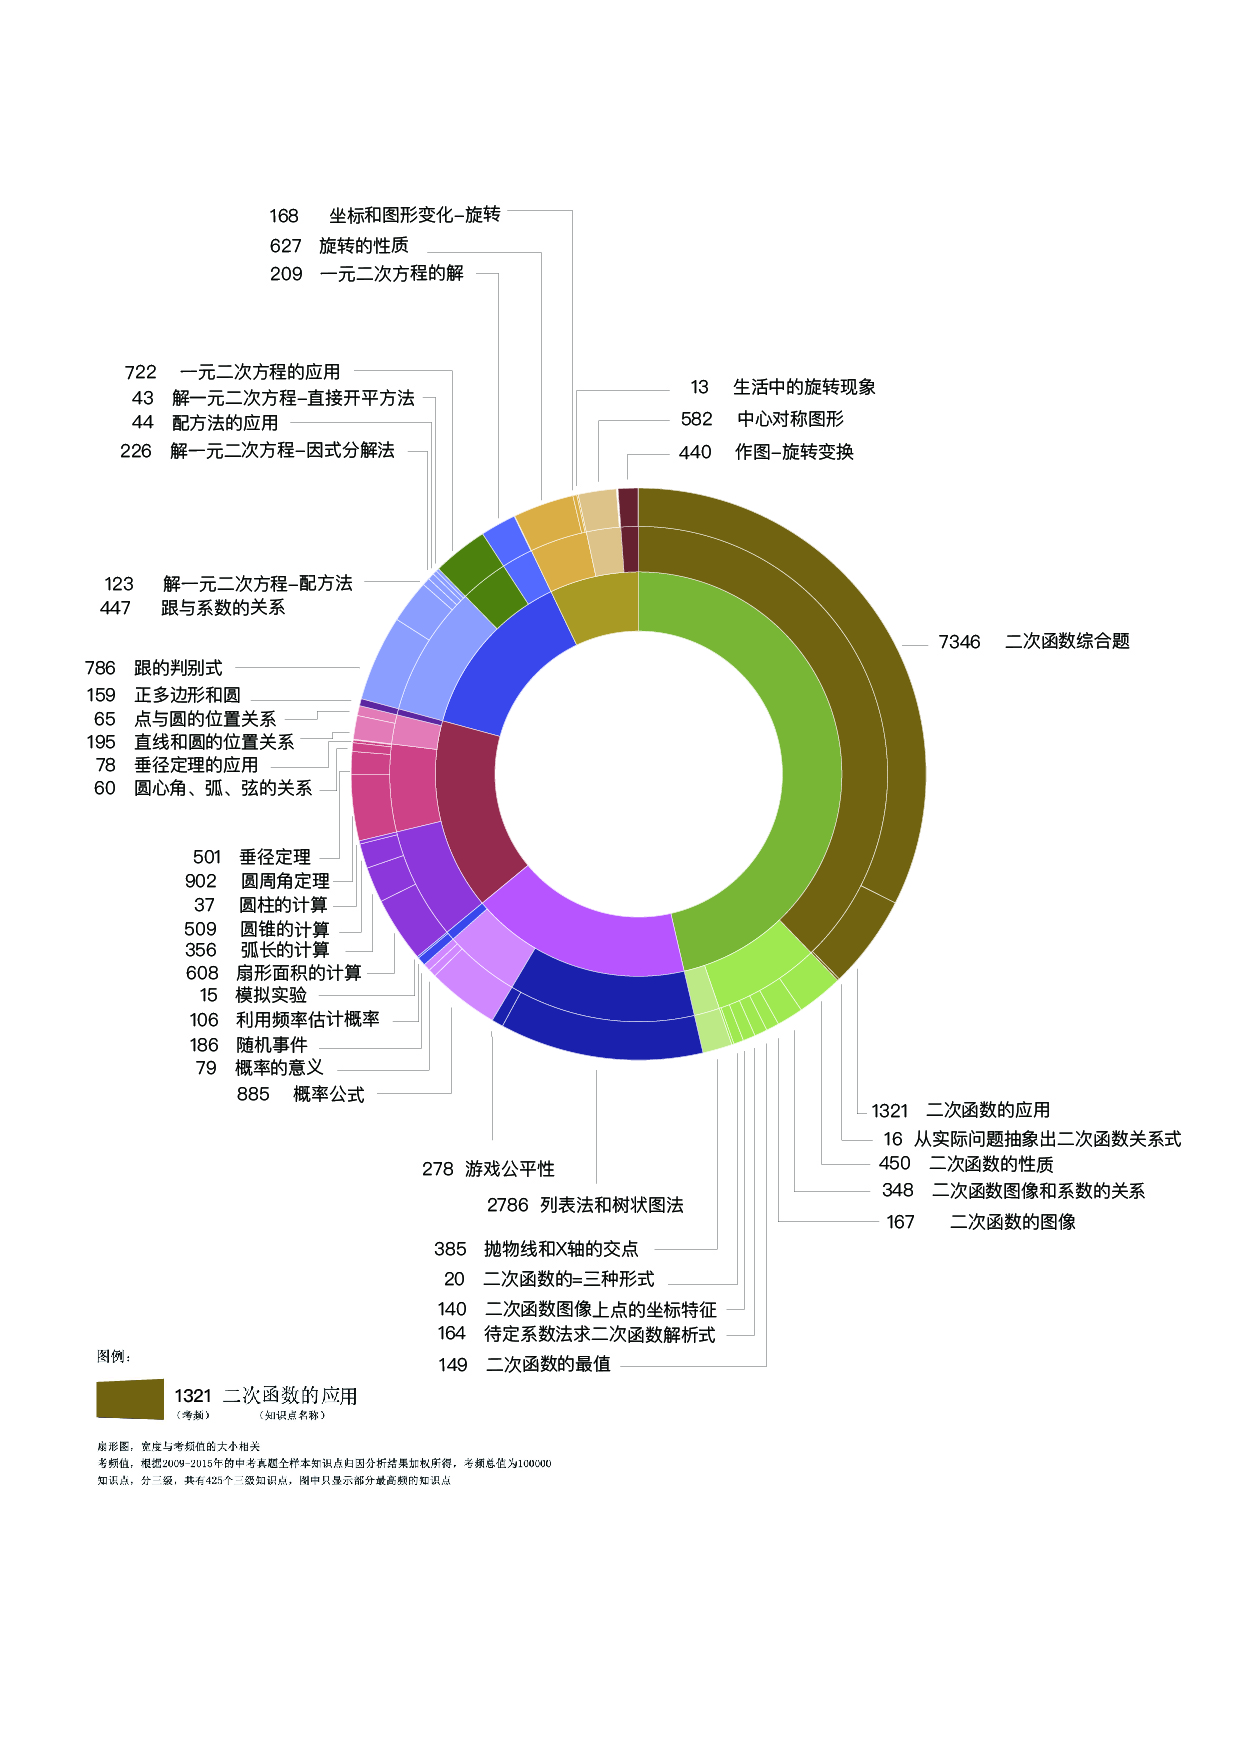 168 坐标和图形变化-旋转
627 旋转的性质
209 一元二次方程的解
722 一元二次方程的应用
43 解一元二次方程-直接开平方法
44 配方法的应用
226 解一元二次方程-因式分解法
13 生活中的旋转现象
582 中心对称图形
440 作图-旋转变换
123 解一元二次方程-配方法
447 跟与系数的关系
7346 二次函数综合题
786 跟的判别式
159 正多边形和圆
65 点与圆的位置关系
195 直线和圆的位置关系
78 垂径定理的应用
60 圆心角、弧、弦的关系
501 垂径定理
902 圆周角定理
37 圆柱的计算
509 圆锥的计算
356 弧长的计算
608 扇形面积的计算
15 模拟实验
106 利用频率估计概率
186 随机事件
79 概率的意义
885 概率公式
1321 二次函数的应用
16 从实际问题抽象出二次函数关系式
450 二次函数的性质
348 二次函数图像和系数的关系
167 二次函数的图像
278 游戏公平性
2786 列表法和树状图法
385 抛物线和X轴的交点
20 二次函数的=三种形式
140 二次函数图像上点的坐标特征
164 待定系数法求二次函数解析式
149 二次函数的最值
图例：
1321 二次函数的应用
（考频） （知识点名称）
扇形图，宽度与考频值的大小相关
考频值，根据2009-2015年的中考真题全样本知识点归因分析结果加权所得，考频总值为100000
知识点，分三级，共有425个三级知识点，图中只显示部分最高频的知识点